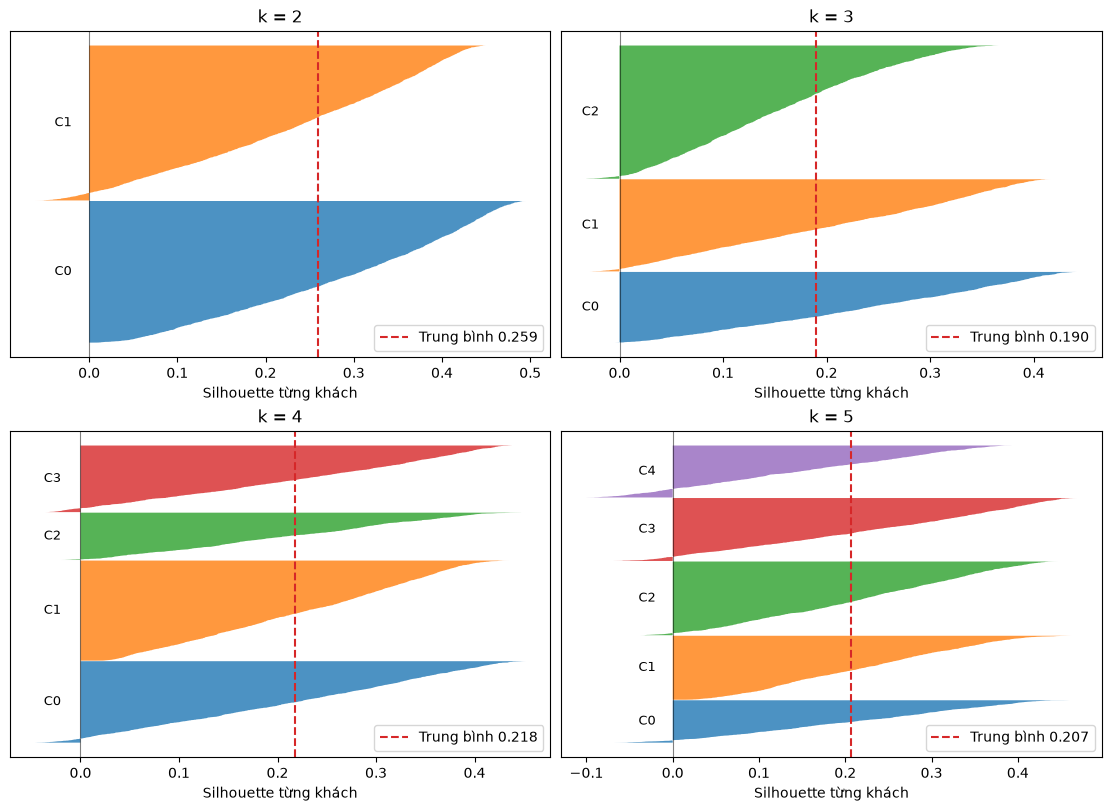 k = 2
C1
C0
Trung bình 0.259
0.0 0.1 0.2 0.3 0.4 0.5
Silhouette từng khách
k = 3
C2
C1
C0
Trung bình 0.190
0.0 0.1 0.2 0.3 0.4
Silhouette từng khách
k = 4
C3
C2
C1
C0
Trung bình 0.218
0.0 0.1 0.2 0.3 0.4
Silhouette từng khách
k = 5
C4
C3
C2
C1
C0
Trung bình 0.207
−0.1 0.0 0.1 0.2 0.3 0.4
Silhouette từng khách